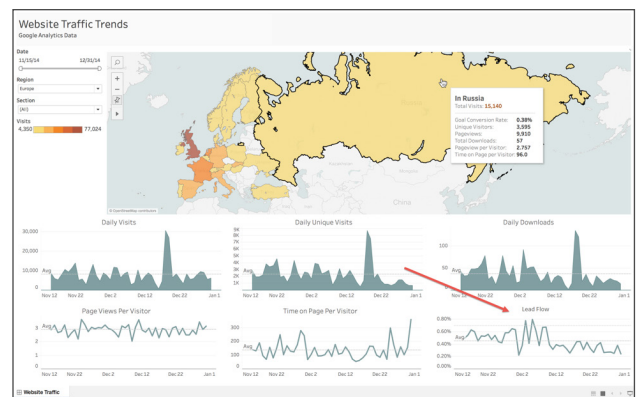 Website Traffic Trends
Google Analytics Data
Date
11/15/14 12/31/14
Region
Europe
Section
(All)
Visits
4,350 77,024
In Russia
Total Visits: 15,140
Goal Conversion Rate: 0.38%
Unique Visitors: 3,595
Pageviews: 9,910
Total Downloads: 57
Pageview per Visitor: 2.757
Time on Page per Visitor: 96.0
China
© OpenStreetMap contributors
Daily Visits
30,000
20,000
10,000
Avg
0
Nov 12 Nov 22 Dec 2 Dec 12 Dec 22 Jan 1
Daily Unique Visits
9K
8K
7K
6K
5K
4K
3K
2K
1K
Avg
Nov 12 Nov 22 Dec 2 Dec 12 Dec 22 Jan 1
Daily Downloads
100
50
Avg
0
Nov 12 Nov 22 Dec 2 Dec 12 Dec 22 Jan 1
Page Views Per Visitor
3
Avg
2
1
0
Nov 12 Nov 22 Dec 2 Dec 12 Dec 22 Jan 1
Time on Page Per Visitor
300
200
Avg
100
0
Nov 12 Nov 22 Dec 2 Dec 12 Dec 22 Jan 1
Lead Flow
0.80%
0.60%
Avg
0.40%
0.20%
0.00%
Nov 12 Nov 22 Dec 2 Dec 12 Dec 22 Jan 1
Website Traffic